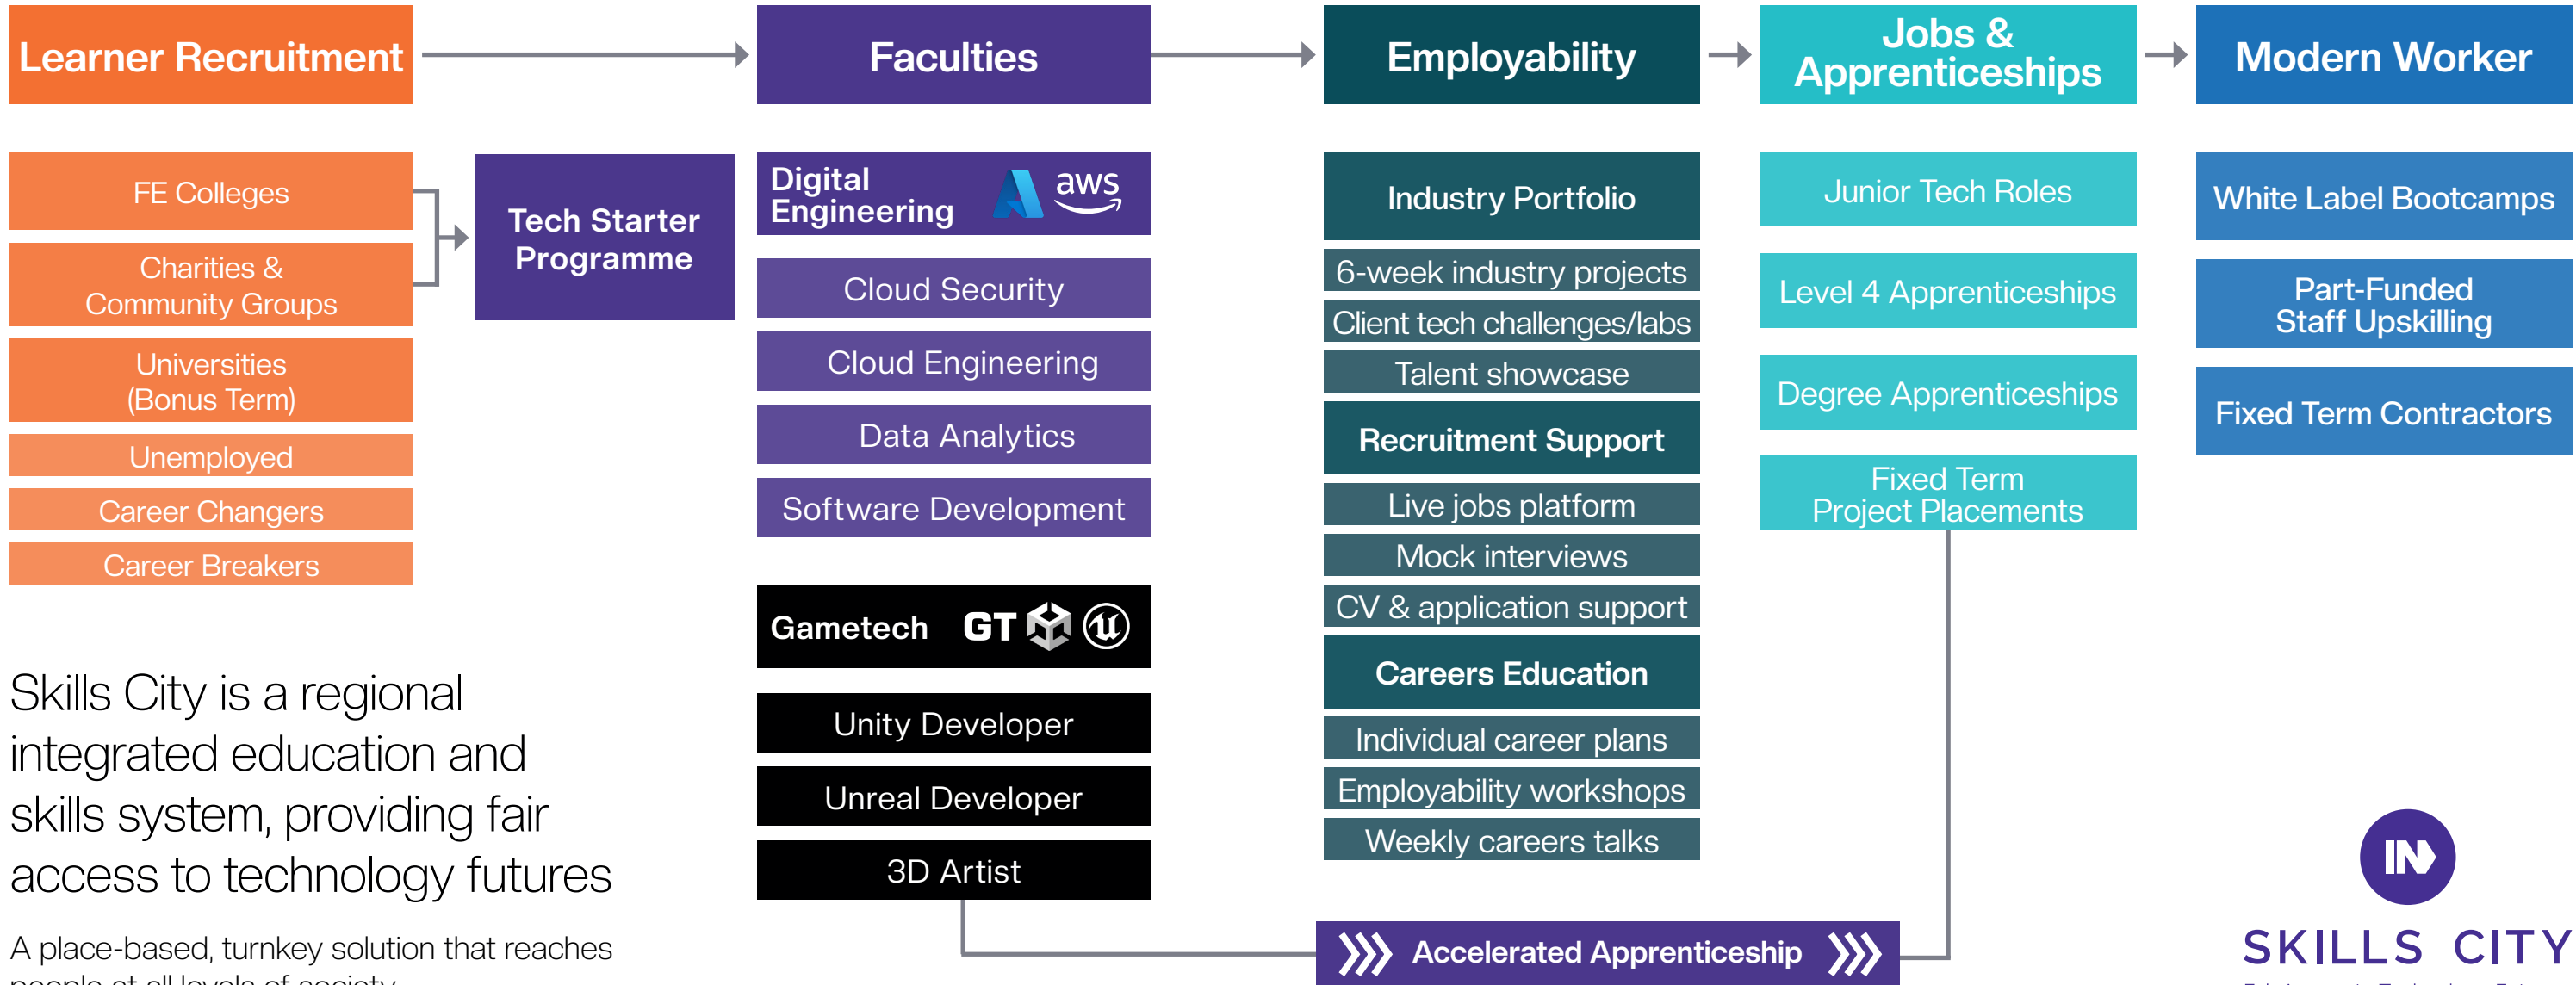 Learner Recruitment
Faculties
Employability
Jobs &
Apprenticeships
Modern Worker
FE Colleges
Charities &
Community Groups
Universities
(Bonus Term)
Unemployed
Career Changers
Career Breakers
Tech Starter
Programme
Digital
Engineering
aws
Cloud Security
Cloud Engineering
Data Analytics
Software Development
Gametech GT
Unity Developer
Unreal Developer
3D Artist
Industry Portfolio
6-week industry projects
Client tech challenges/labs
Talent showcase
Recruitment Support
Live jobs platform
Mock interviews
CV & application support
Careers Education
Individual career plans
Employability workshops
Weekly careers talks
Junior Tech Roles
Level 4 Apprenticeships
Degree Apprenticeships
Fixed Term
Project Placements
White Label Bootcamps
Part-Funded
Staff Upskilling
Fixed Term Contractors
Skills City is a regional
integrated education and
skills system, providing fair
access to technology futures
A place-based, turnkey solution that reaches
people at all levels of society
Accelerated Apprenticeship
IN
SKILLS CITY